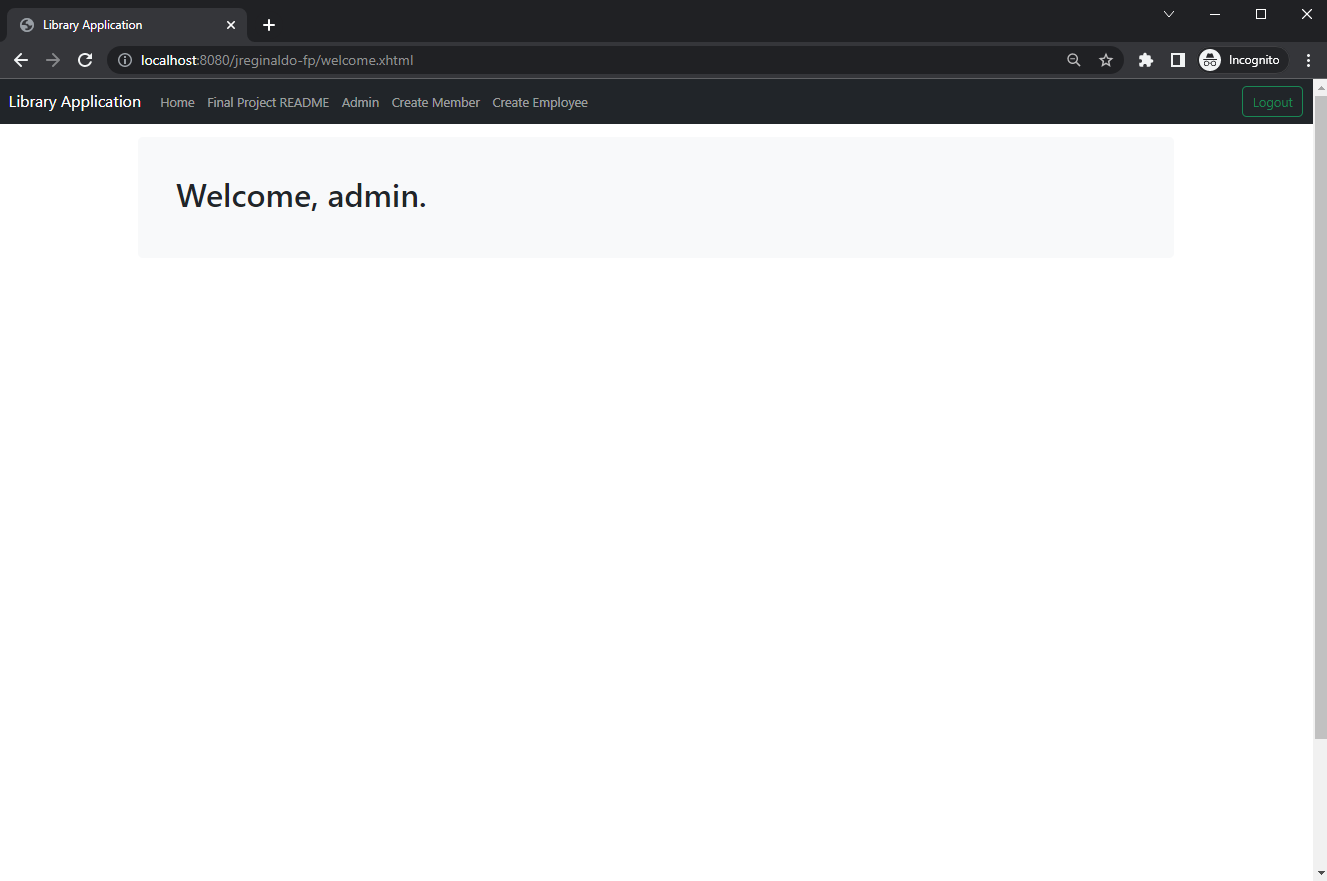 Library Application
localhost:8080/jreginaldo-fp/welcome.xhtml
Incognito
Library Application Home Final Project README Admin Create Member Create Employee Logout
Welcome, admin.